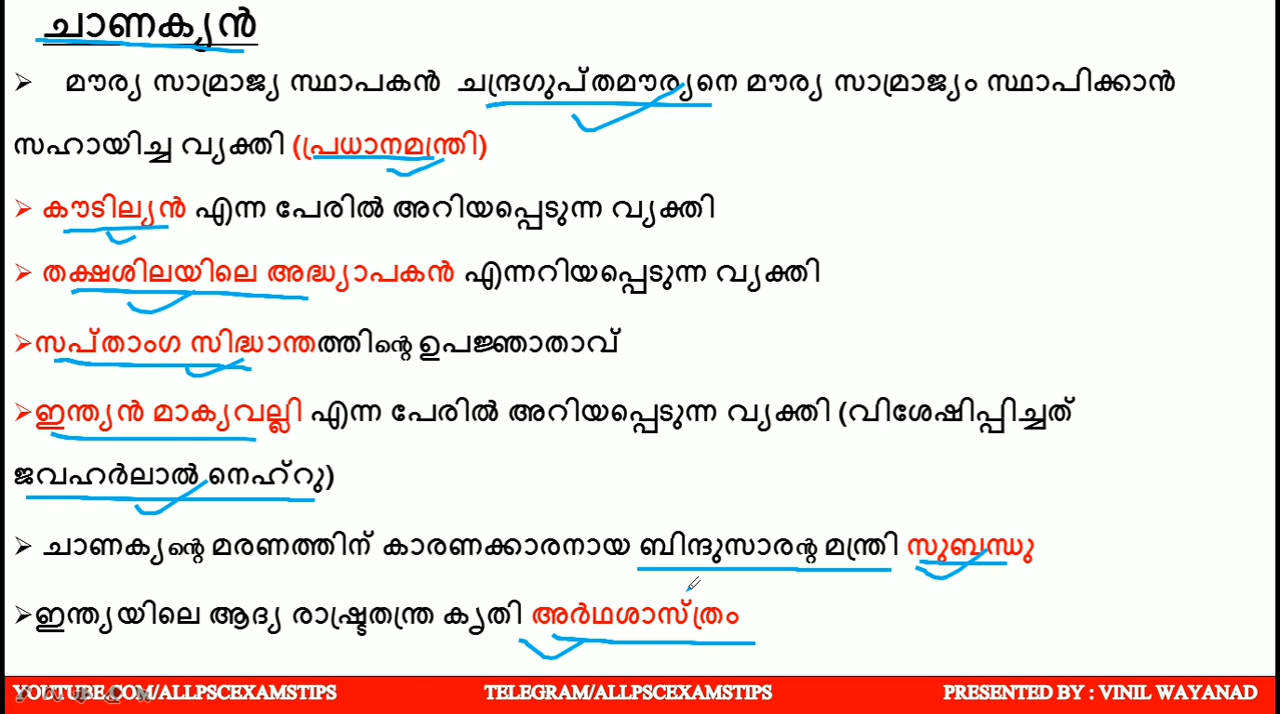 ചാണക്യൻ
➢ മൗര്യ സാമ്രാജ്യ സ്ഥാപകൻ ചന്ദ്രഗുപ്തമൗര്യനെ മൗര്യ സാമ്രാജ്യം സ്ഥാപിക്കാൻ
സഹായിച്ച വ്യക്തി (പ്രധാനമന്ത്രി)
➢ കൗടില്യൻ എന്ന പേരിൽ അറിയപ്പെടുന്ന വ്യക്തി
➢ തക്ഷശിലയിലെ അദ്ധ്യാപകൻ എന്നറിയപ്പെടുന്ന വ്യക്തി
➢സപ്താംഗ സിദ്ധാന്തത്തിന്റെ ഉപജ്ഞാതാവ്
➢ഇന്ത്യൻ മാക്യവല്ലി എന്ന പേരിൽ അറിയപ്പെടുന്ന വ്യക്തി (വിശേഷിപ്പിച്ചത്
ജവഹർലാൽ നെഹ്റു)
➢ ചാണക്യന്റെ മരണത്തിന് കാരണക്കാരനായ ബിന്ദുസാരന്റ മന്ത്രി സുബന്ധു
➢ഇന്ത്യയിലെ ആദ്യ രാഷ്ട്രതന്ത്ര കൃതി അർഥശാസ്ത്രം
YOUTUBE.COM/ALLPSCEXAMSTIPS TELEGRAM/ALLPSCEXAMSTIPS PRESENTED BY : VINIL WAYANAD